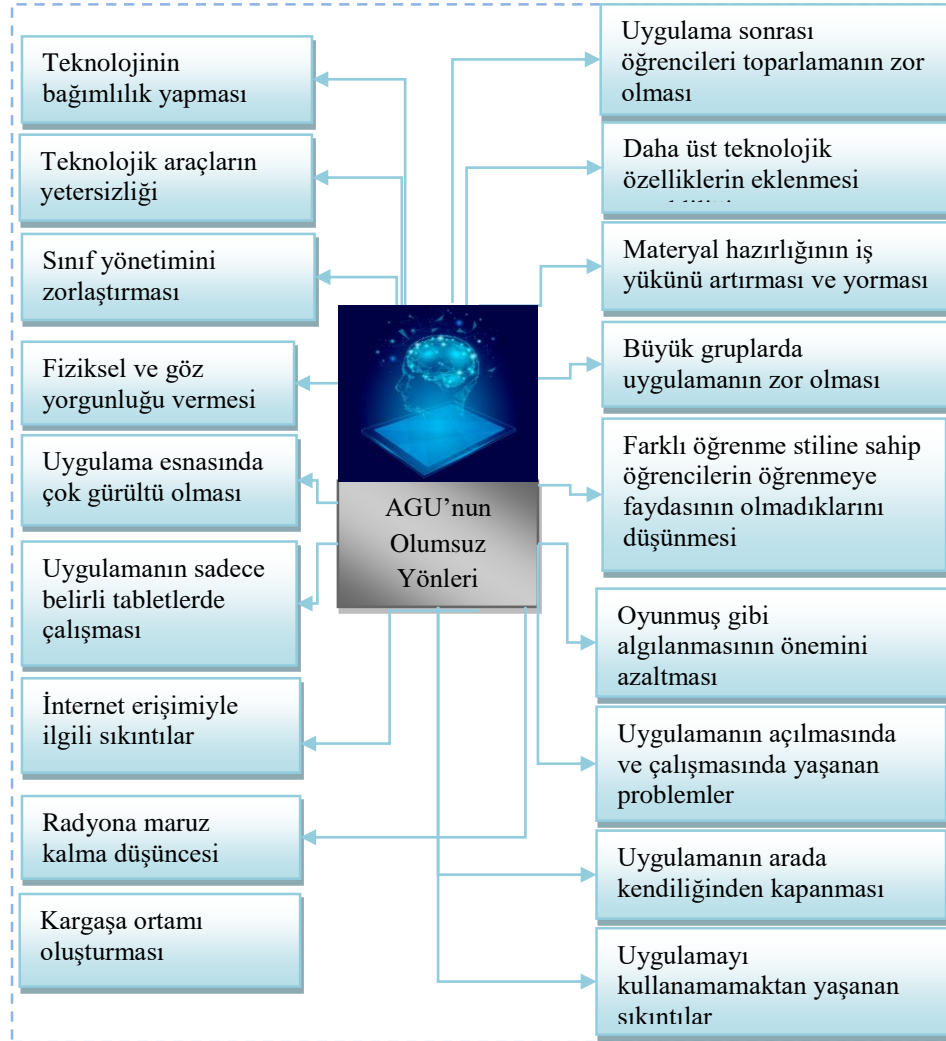 Teknolojinin
bağımlılık yapması
Teknolojik araçların
yetersizliği
Sınıf yönetimini
zorlaştırması
Fiziksel ve göz
yorgunluğu vermesi
Uygulama esnasında
çok gürültü olması
Uygulamanın sadece
belirli tabletlerde
çalışması
İnternet erişimiyle
ilgili sıkıntılar
Radyona maruz
kalma düşüncesi
Kargaşa ortamı
oluşturması
AGU’nun
Olumsuz
Yönleri
Uygulama sonrası
öğrencileri toparlamanın zor
olması
Daha üst teknolojik
özelliklerin eklenmesi
Materyal hazırlığının iş
yükünü artırması ve yorması
Büyük gruplarda
uygulamanın zor olması
Farklı öğrenme stiline sahip
öğrencilerin öğrenmeye
faydasının olmadıklarını
düşünmesi
Oyunmuş gibi
algılanmasının önemini
azaltması
Uygulamanın açılmasında
ve çalışmasında yaşanan
problemler
Uygulamanın arada
kendiliğinden kapanması
Uygulamayı
kullanamamaktan yaşanan
sıkıntılar